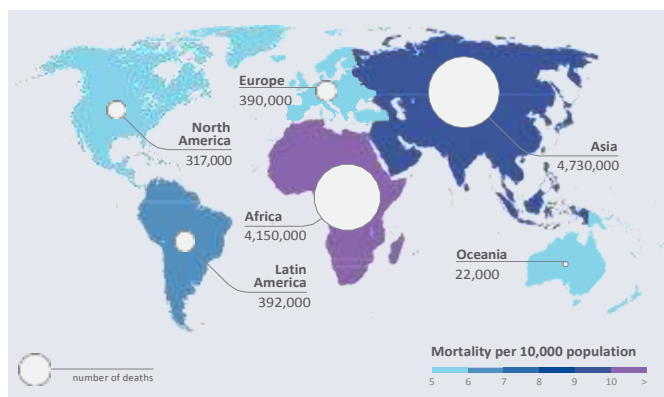 Europe
390,000
North
America
317,000
Asia
4,730,000
Africa
4,150,000
Oceania
22,000
Latin
America
392,000
Mortality per 10,000 population
number of deaths
5 6 7 8 9 10 >